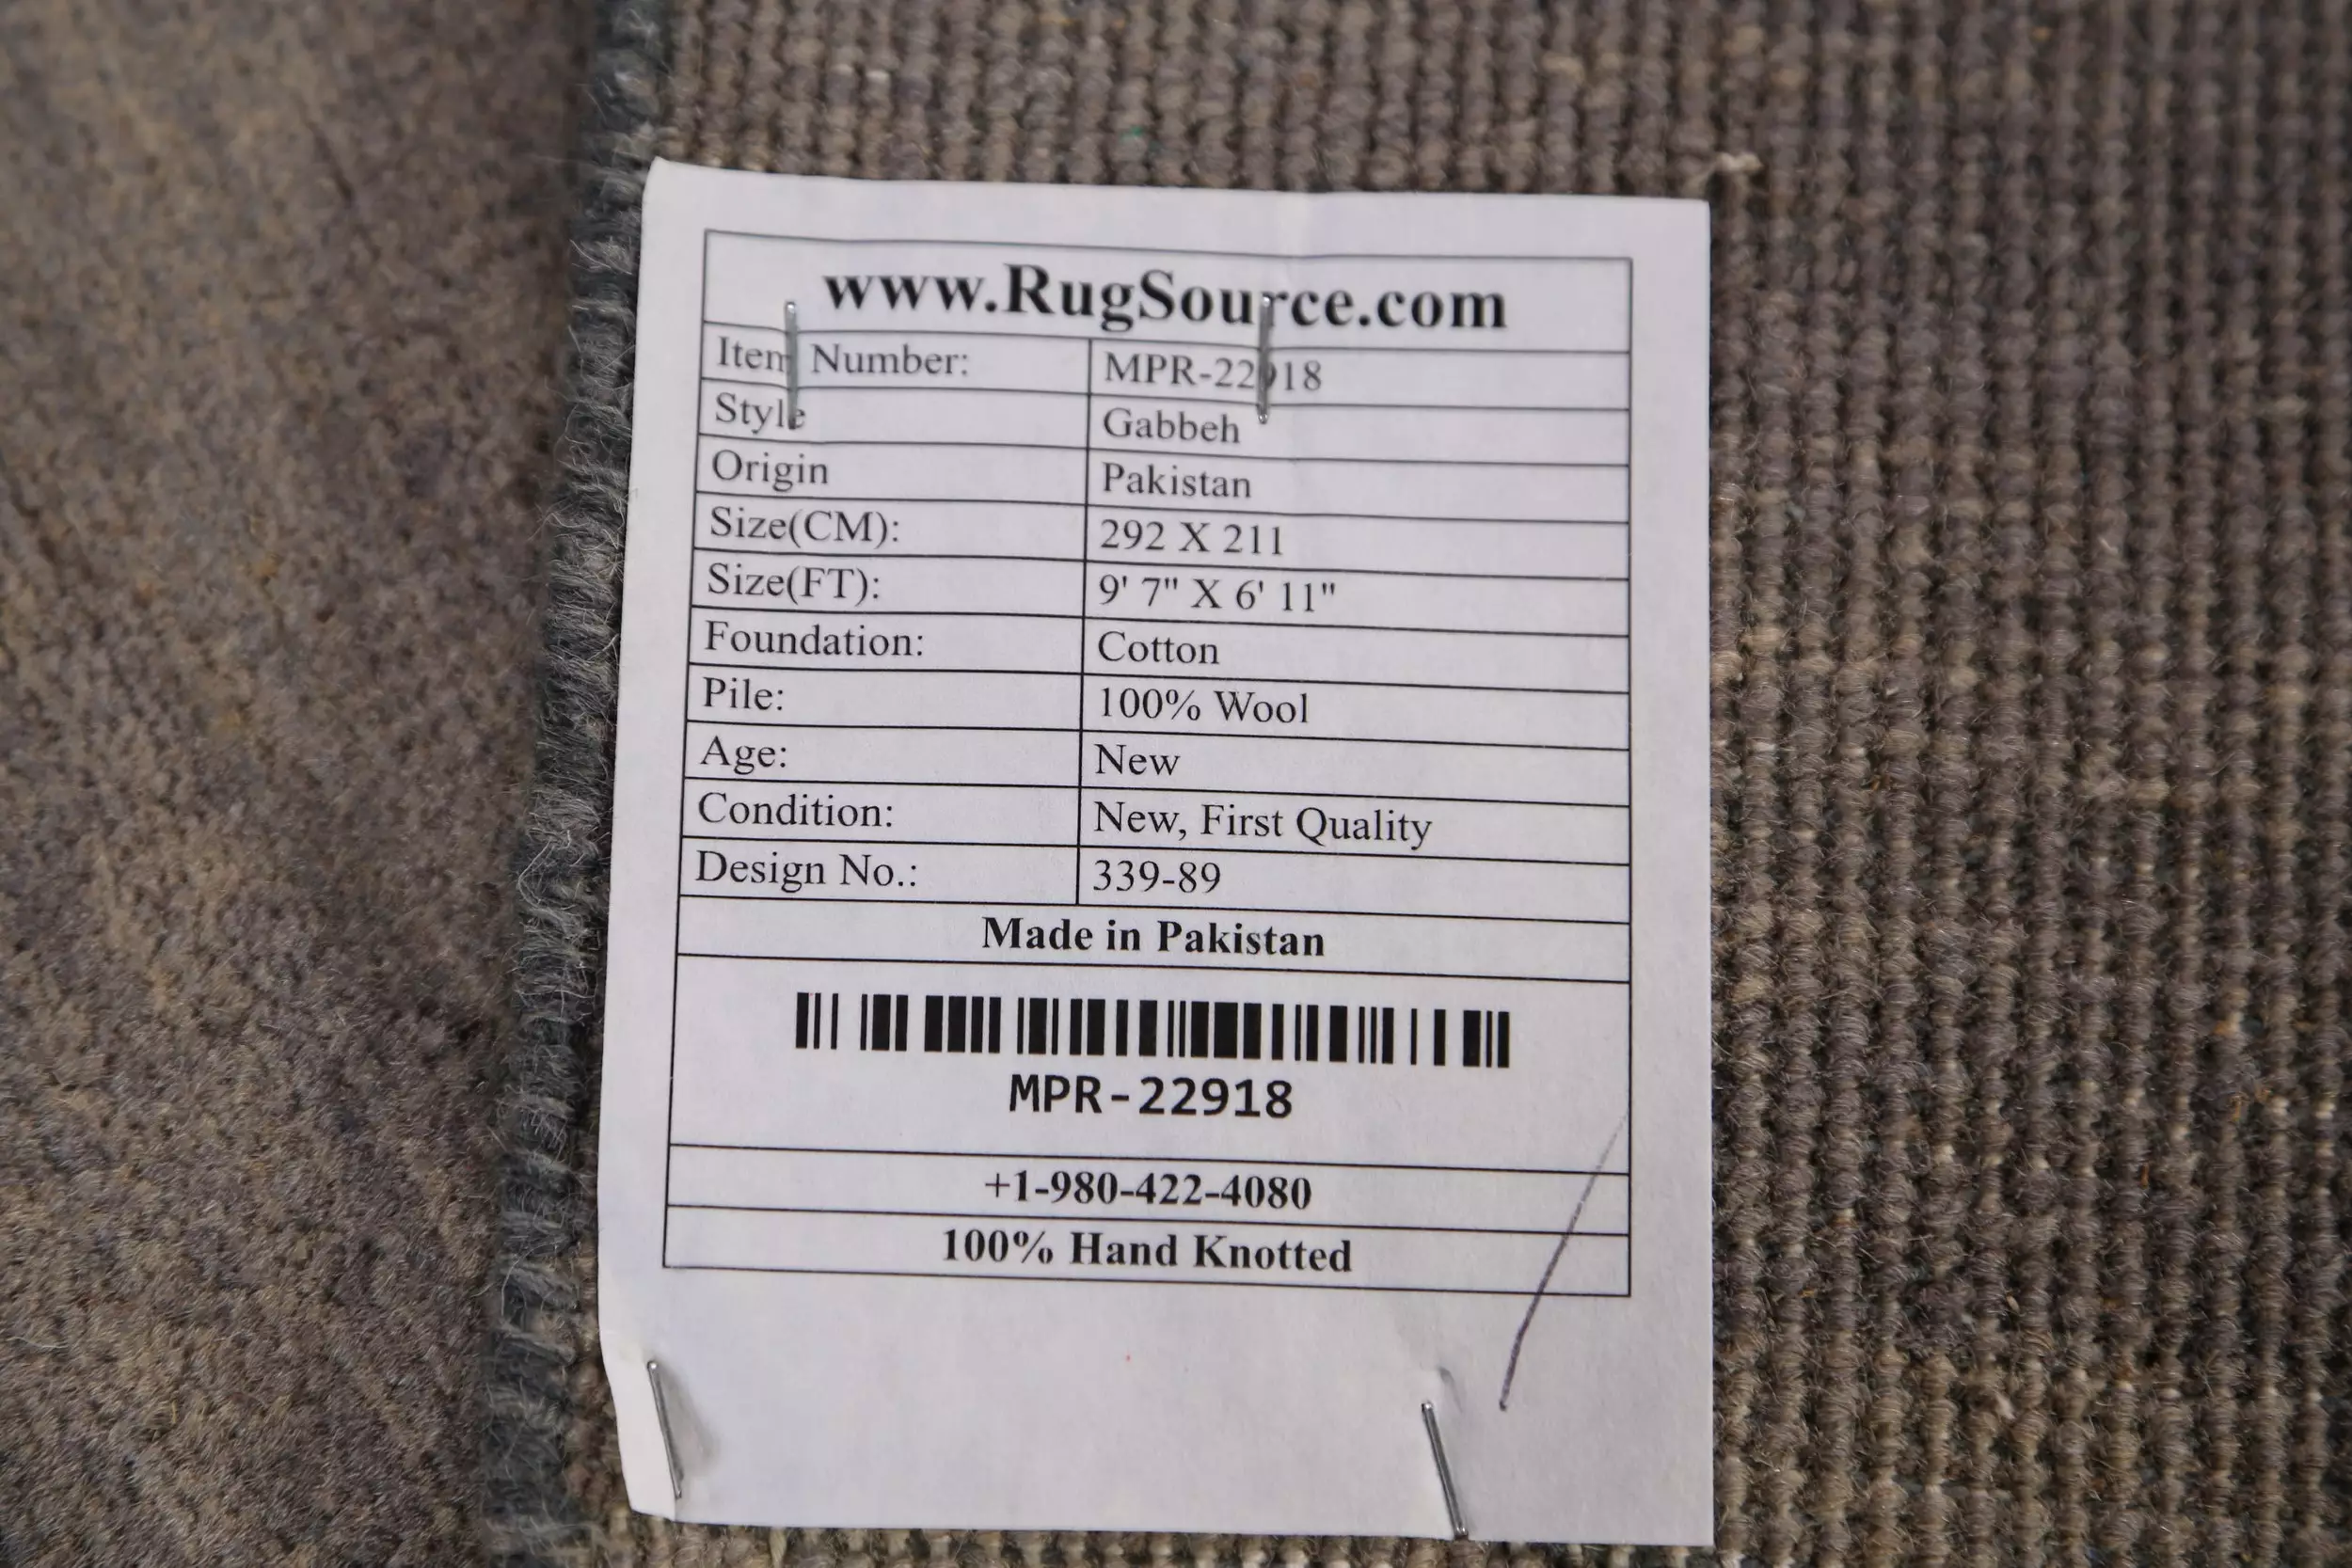 www.RugSource.com
Item Number: MPR-22918
Style Gabbeh
Origin Pakistan
Size(CM): 292 X 211
Size(FT): 9' 7" X 6' 11"
Foundation: Cotton
Pile: 100% Wool
Age: New
Condition: New, First Quality
Design No.: 339-89
Made in Pakistan
MPR-22918
+1-980-422-4080
100% Hand Knotted